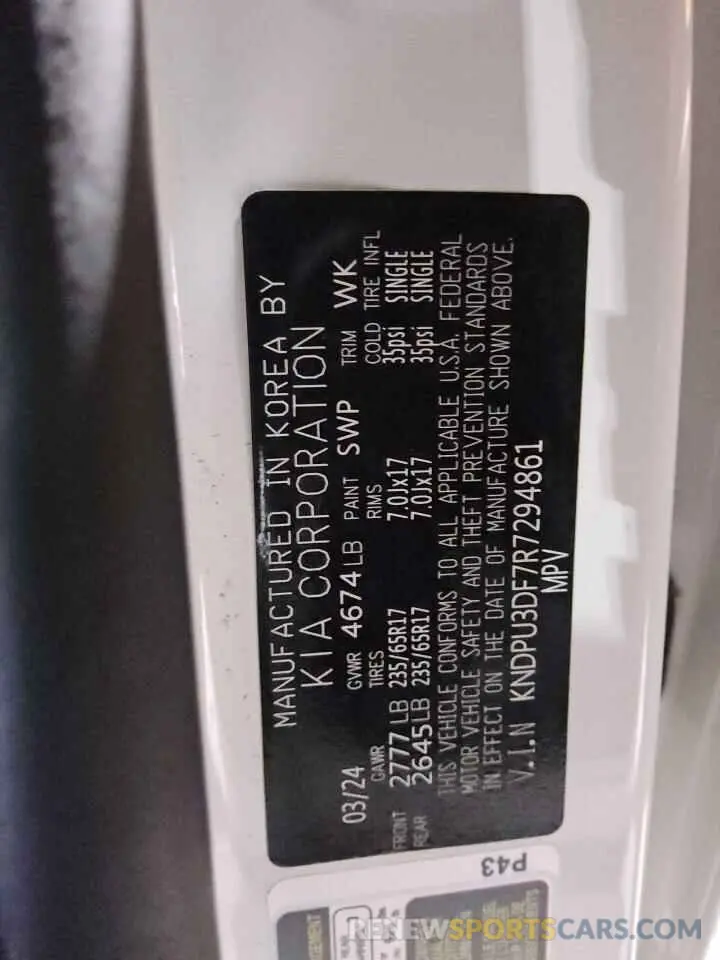 MANUFACTURED IN KOREA BY
KIA CORPORATION
03/24 GVWR 4674LB PAINT SWP TRIM WK
GAWR TIRES RIMS COLD TIRE INFL
FRONT 2777LB 235/65R17 7.0Jx17 35psi SINGLE
REAR 2645LB 235/65R17 7.0Jx17 35psi SINGLE
THIS VEHICLE CONFORMS TO ALL APPLICABLE U.S.A. FEDERAL
MOTOR VEHICLE SAFETY AND THEFT PREVENTION STANDARDS
IN EFFECT ON THE DATE OF MANUFACTURE SHOWN ABOVE.
V.I.N KNDPU3DF7R7294861
MPV
P43
RENEWSPORTSCARS.COM